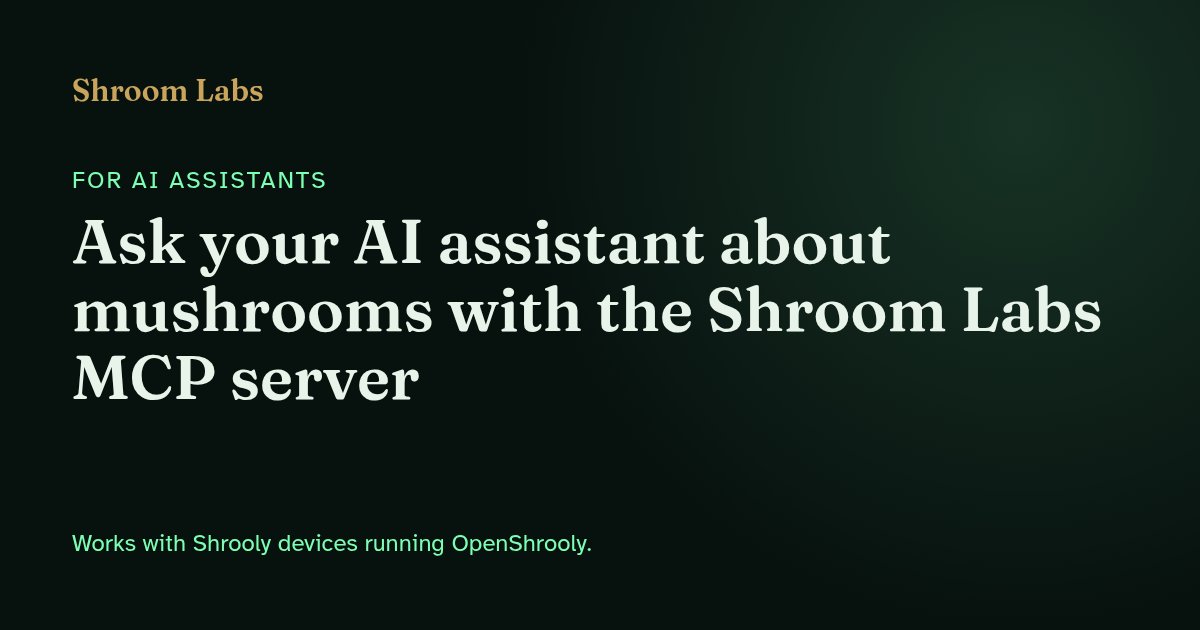 Shroom Labs
FOR AI ASSISTANTS
Ask your AI assistant about
mushrooms with the Shroom Labs
MCP server
Works with Shrooly devices running OpenShrooly.